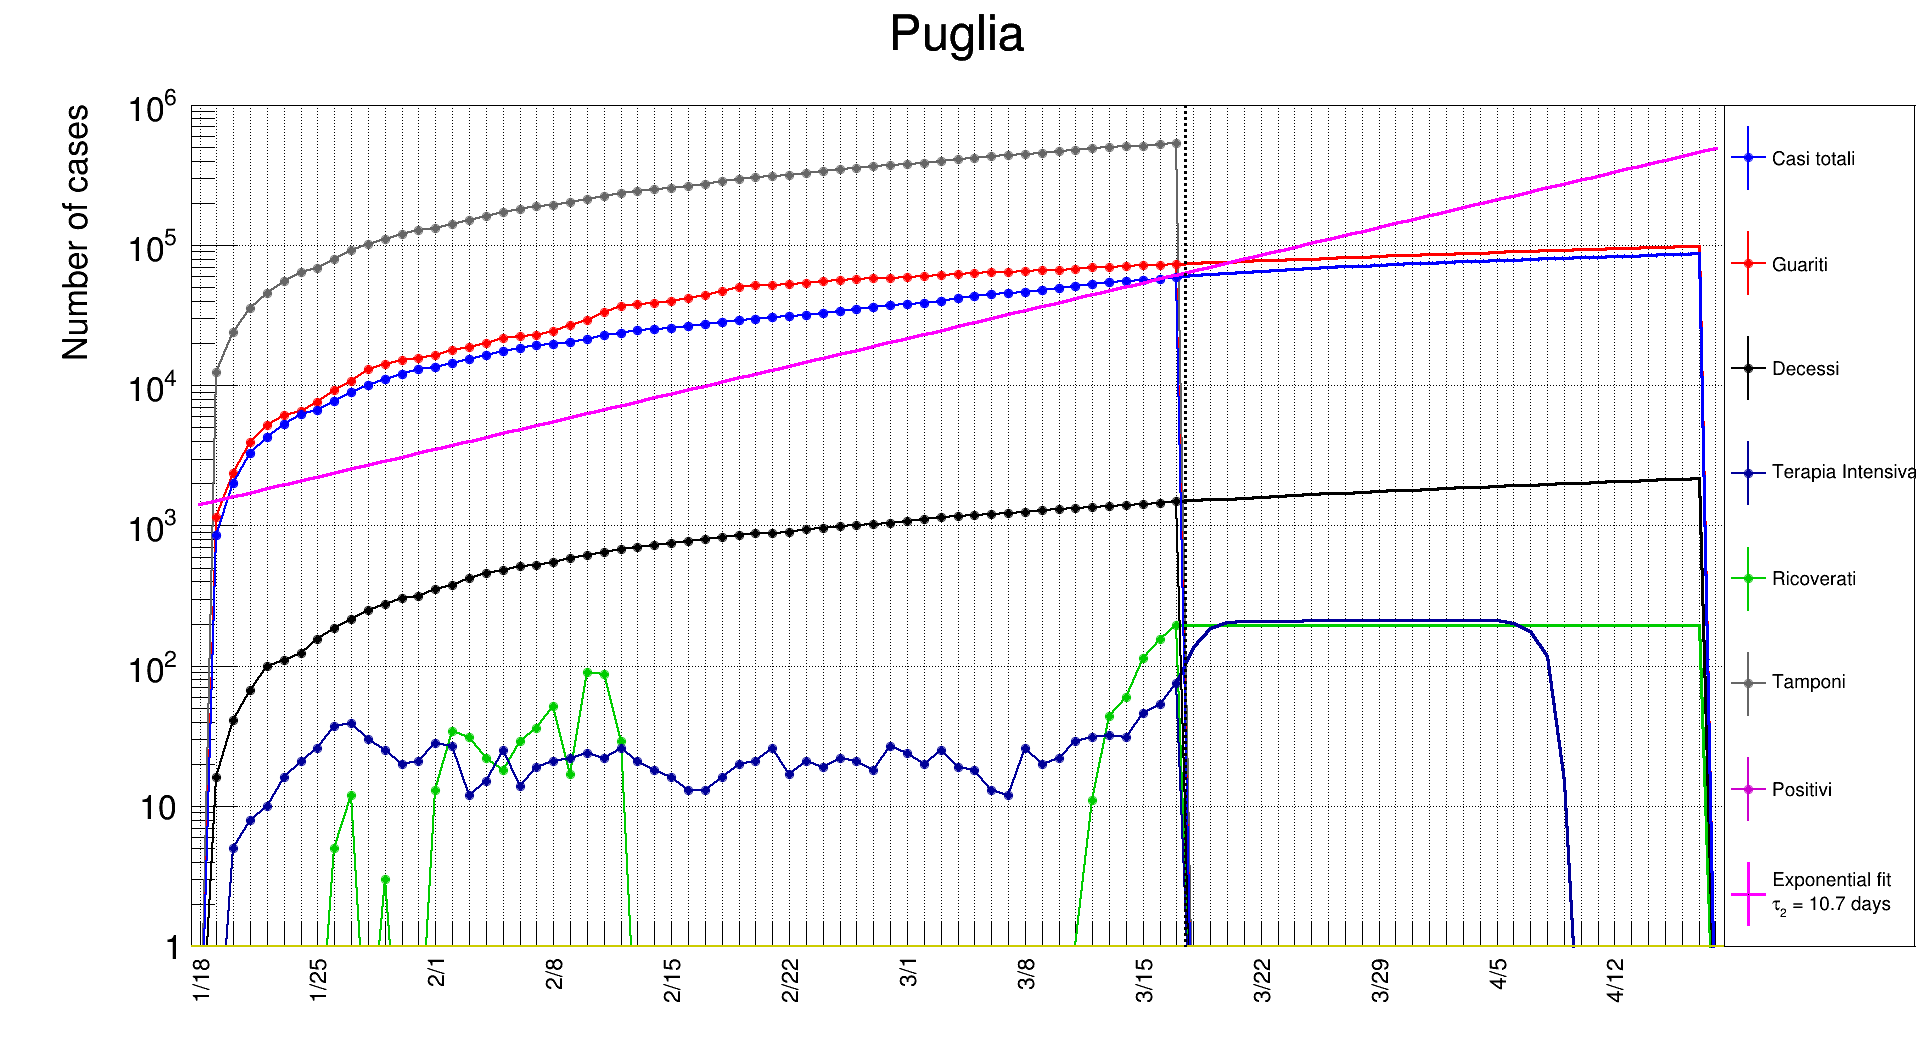 Puglia
Number of cases
10^6
10^5
10^4
10^3
10^2
10
1
1/18 1/25 2/1 2/8 2/15 2/22 3/1 3/8 3/15 3/22 3/29 4/5 4/12
Casi totali
Guariti
Decessi
Terapia Intensiva
Ricoverati
Tamponi
Positivi
Exponential fit
τ₂ = 10.7 days